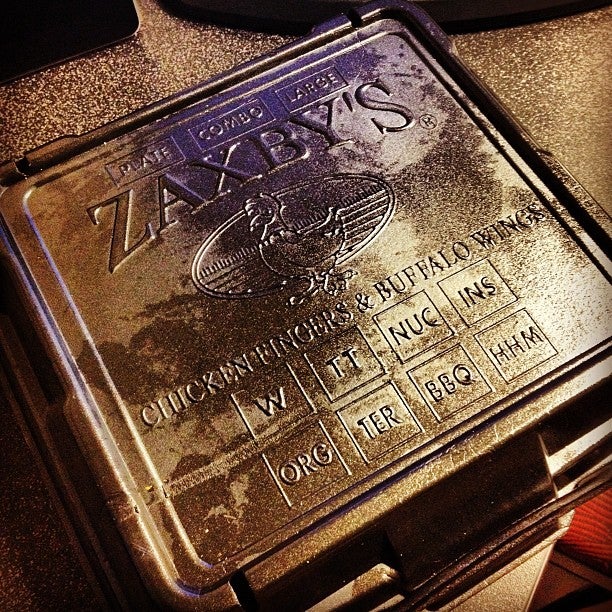 PLATE COMBO LARGE
ZAXBY'S®
CHICKEN FINGERS & BUFFALO WINGS
W TT NUC INS
ORG TER BBQ HHM